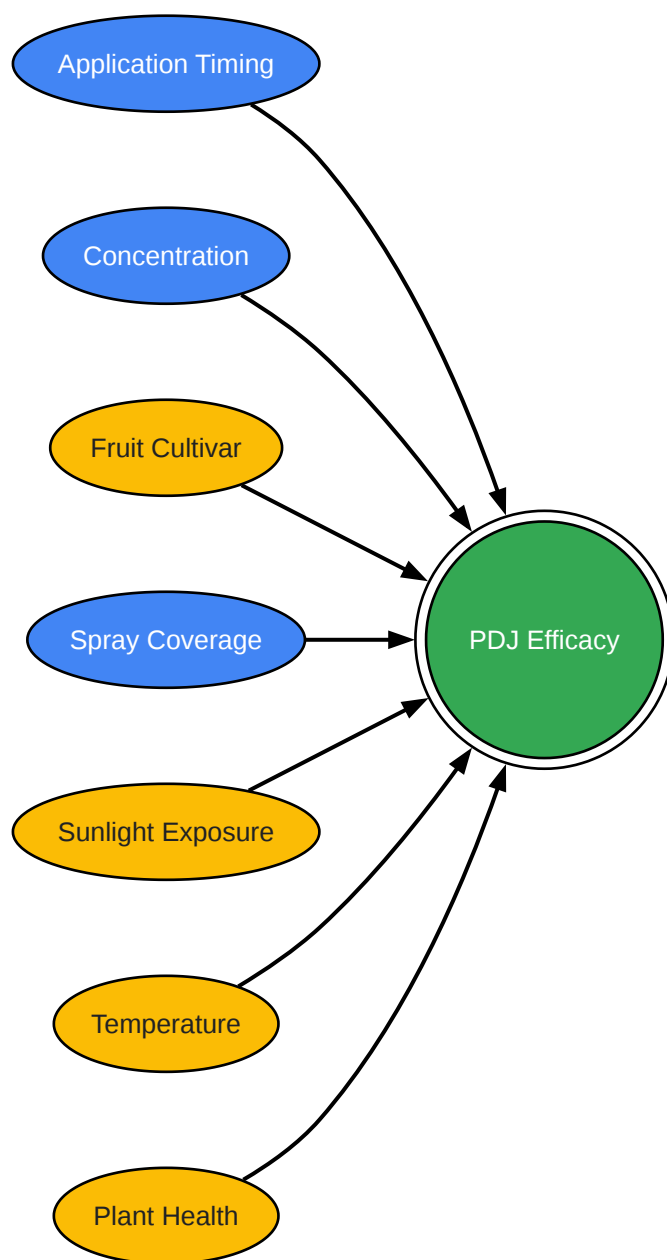 Application Timing
Concentration
Fruit Cultivar
Spray Coverage
PDJ Efficacy
Sunlight Exposure
Temperature
Plant Health